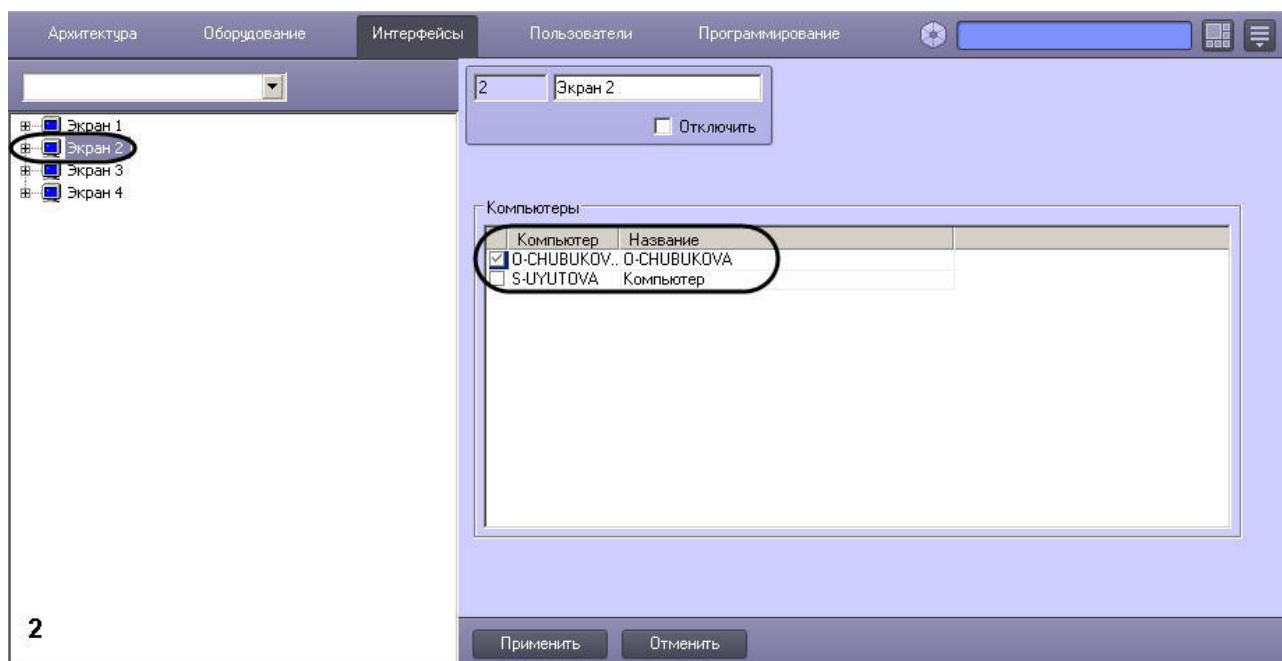 Архитектура Оборудование Интерфейсы Пользователи Программирование
2 Экран 2
Отключить
Экран 1
Экран 2
Экран 3
Экран 4
Компьютеры
Компьютер Название
O-CHUBUKOV.. O-CHUBUKOVA
S-UYUTOVA Компьютер
2
Применить Отменить